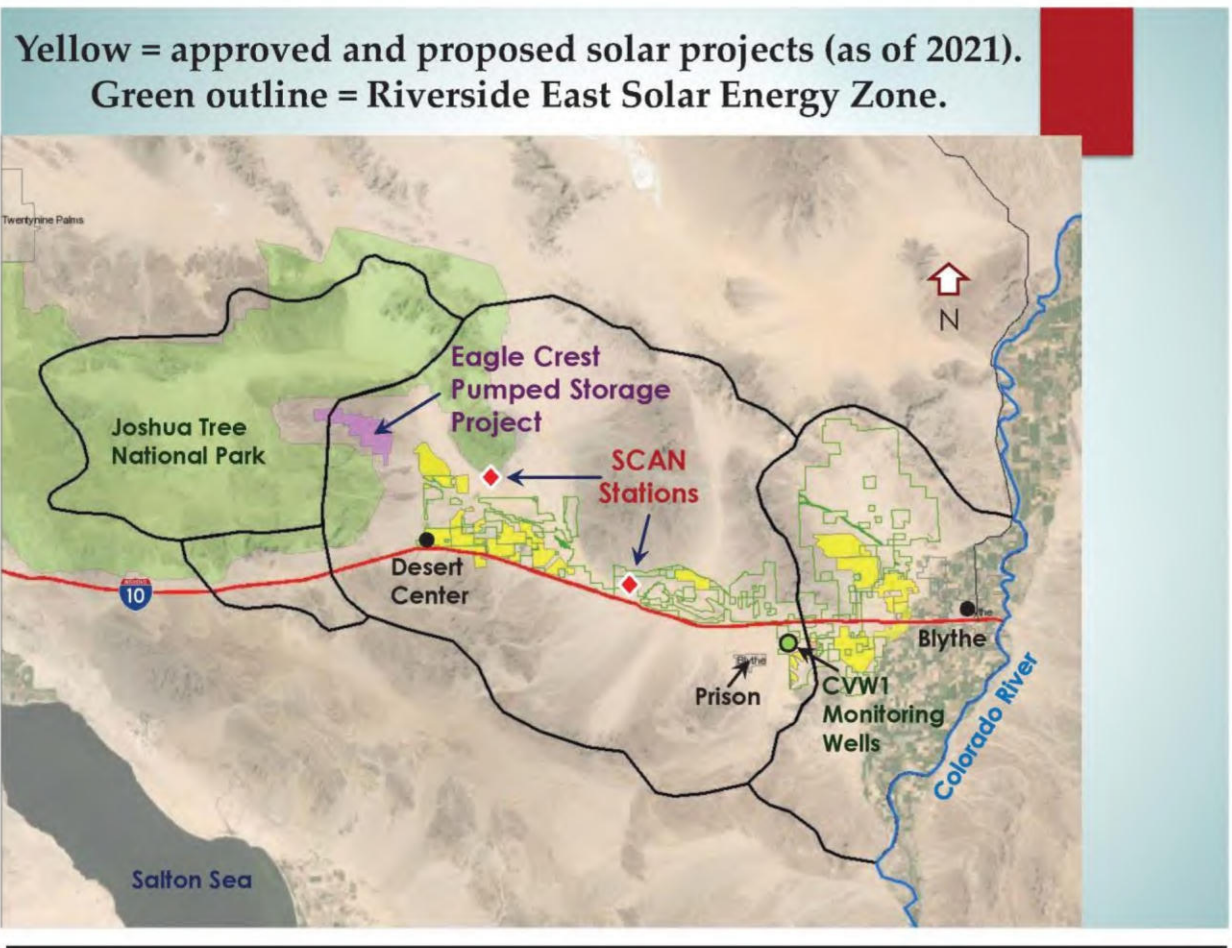 Yellow = approved and proposed solar projects (as of 2021).
Green outline = Riverside East Solar Energy Zone.
Twentynine Palms
N
Eagle Crest
Pumped Storage
Project
Joshua Tree
National Park
SCAN
Stations
Desert
Center
10
Blythe
Blythe
Prison
CVW1
Monitoring
Wells
Colorado River
Salton Sea